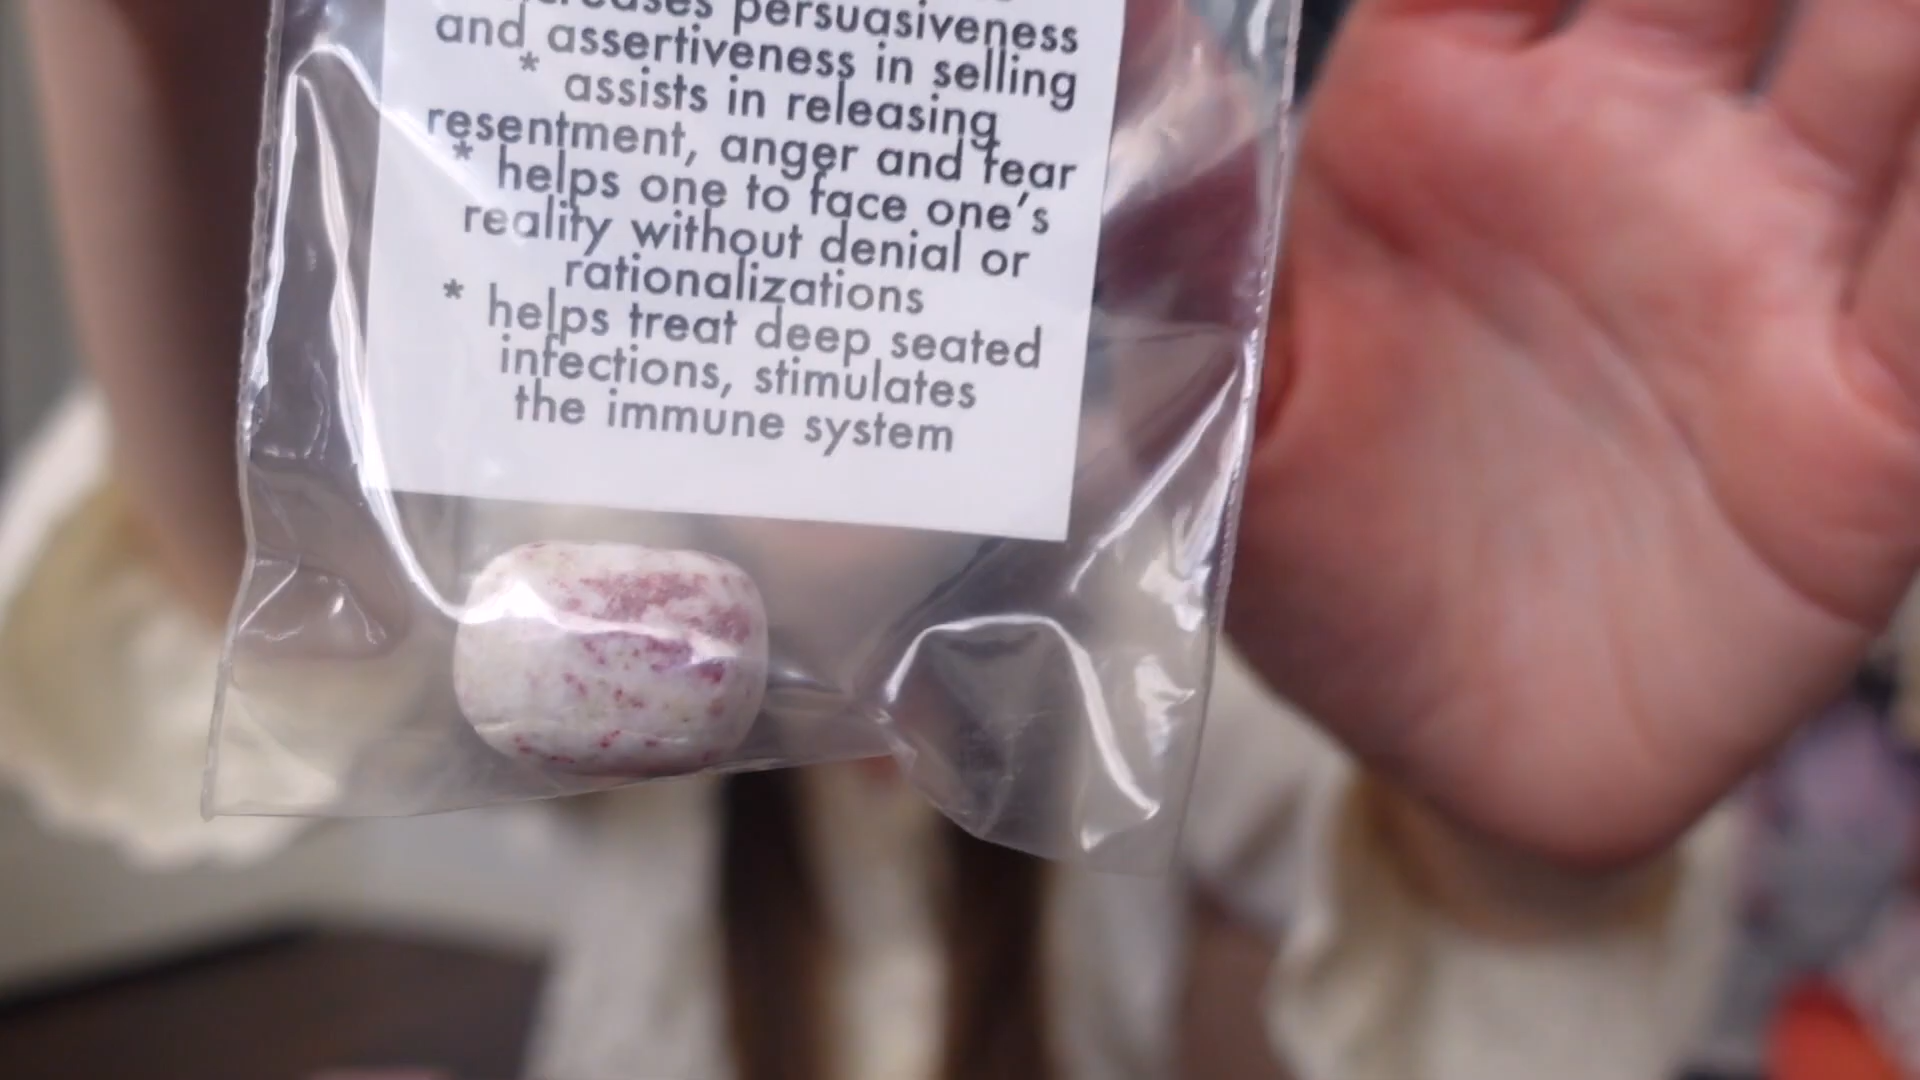 persuasiveness
and assertiveness in selling
* assists in releasing
resentment, anger and fear
* helps one to face one's
reality without denial or
rationalizations
* helps treat deep seated
infections, stimulates
the immune system